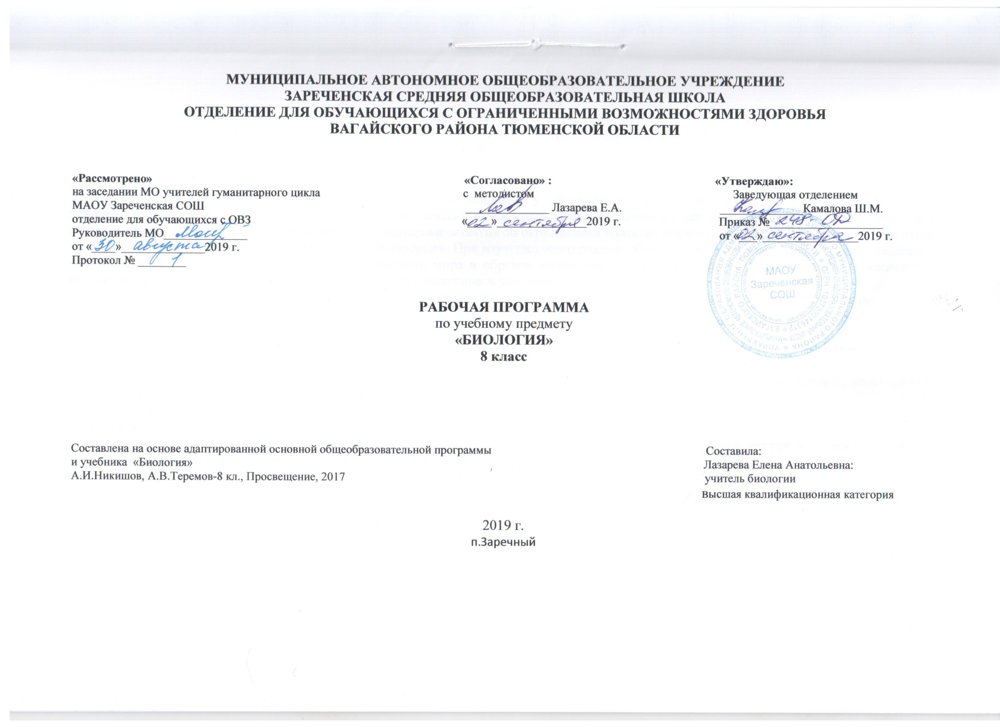 МУНИЦИПАЛЬНОЕ АВТОНОМНОЕ ОБЩЕОБРАЗОВАТЕЛЬНОЕ УЧРЕЖДЕНИЕ
ЗАРЕЧЕНСКАЯ СРЕДНЯЯ ОБЩЕОБРАЗОВАТЕЛЬНАЯ ШКОЛА
ОТДЕЛЕНИЕ ДЛЯ ОБУЧАЮЩИХСЯ С ОГРАНИЧЕННЫМИ ВОЗМОЖНОСТЯМИ ЗДОРОВЬЯ
ВАГАЙСКОГО РАЙОНА ТЮМЕНСКОЙ ОБЛАСТИ
«Рассмотрено»
на заседании МО учителей гуманитарного цикла
МАОУ Зареченская СОШ
отделение для обучающихся с ОВЗ
Руководитель МО
от «30» августа 2019 г.
Протокол № 1
«Согласовано» :
с методистом
Лазарева Е.А.
«02» сентября 2019 г.
«Утверждаю»:
Заведующая отделением
Камалова Ш.М.
Приказ № 248-ОД
от «02» сентября 2019 г.
МАОУ
Зареченская
СОШ
РАБОЧАЯ ПРОГРАММА
по учебному предмету
«БИОЛОГИЯ»
8 класс
Составлена на основе адаптированной основной общеобразовательной программы
и учебника «Биология»
А.И.Никишов, А.В.Теремов-8 кл., Просвещение, 2017
Составила:
Лазарева Елена Анатольевна:
учитель биологии
высшая квалификационная категория
2019 г.
п.Заречный